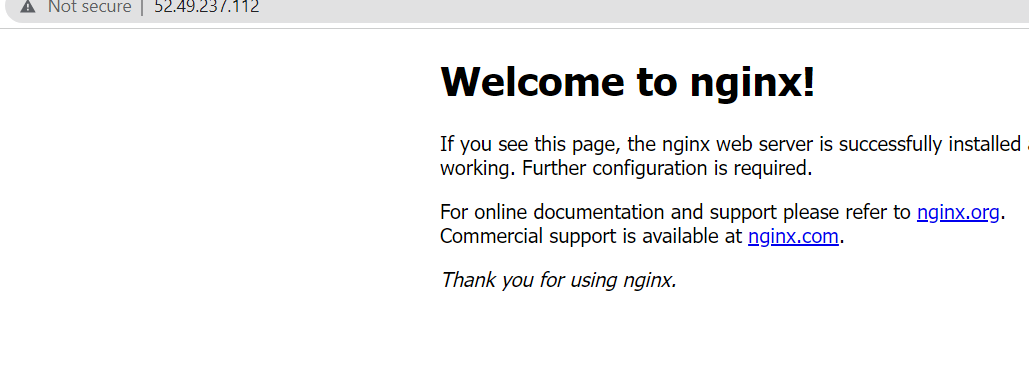 Not secure | 52.49.237.112
Welcome to nginx!
If you see this page, the nginx web server is successfully installed
working. Further configuration is required.
For online documentation and support please refer to nginx.org.
Commercial support is available at nginx.com.
Thank you for using nginx.